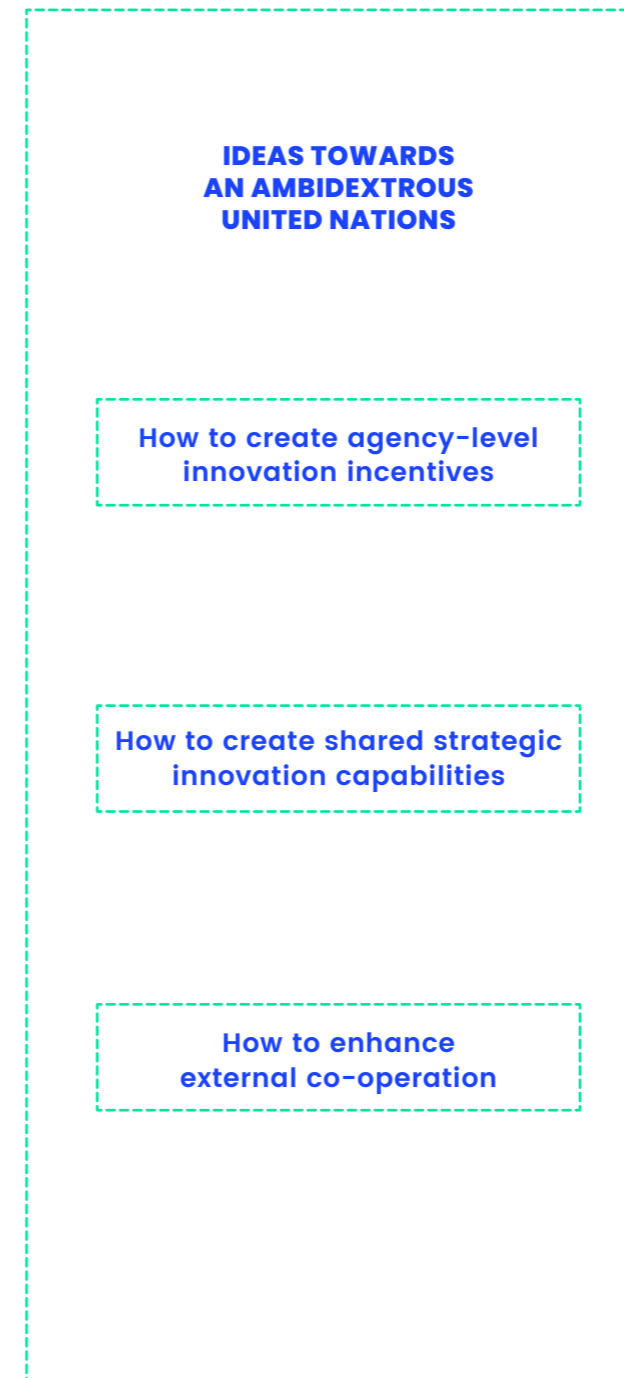 IDEAS TOWARDS
AN AMBIDEXTROUS
UNITED NATIONS
How to create agency-level
innovation incentives
How to create shared strategic
innovation capabilities
How to enhance
external co-operation